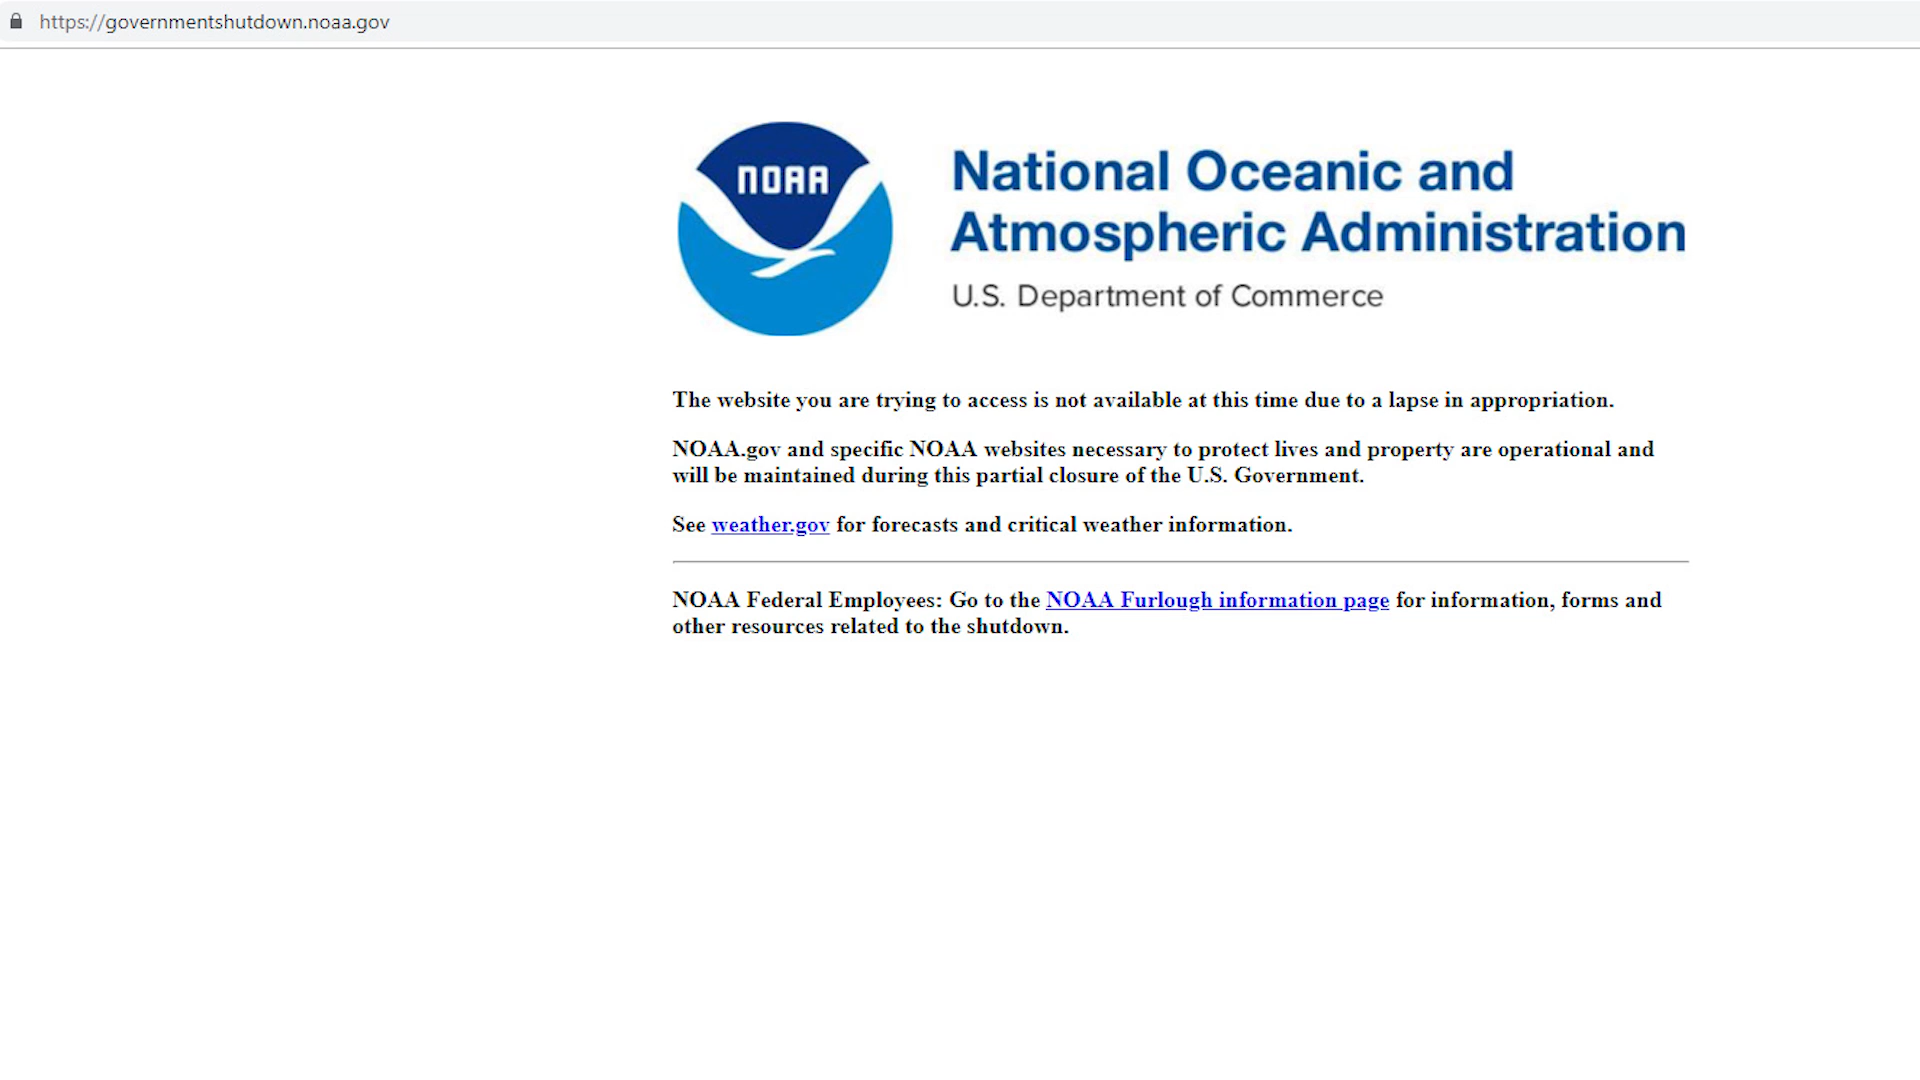 https://governmentshutdown.noaa.gov
NOAA
National Oceanic and
Atmospheric Administration
U.S. Department of Commerce
The website you are trying to access is not available at this time due to a lapse in appropriation.
NOAA.gov and specific NOAA websites necessary to protect lives and property are operational and
will be maintained during this partial closure of the U.S. Government.
See weather.gov for forecasts and critical weather information.
NOAA Federal Employees: Go to the NOAA Furlough information page for information, forms and
other resources related to the shutdown.